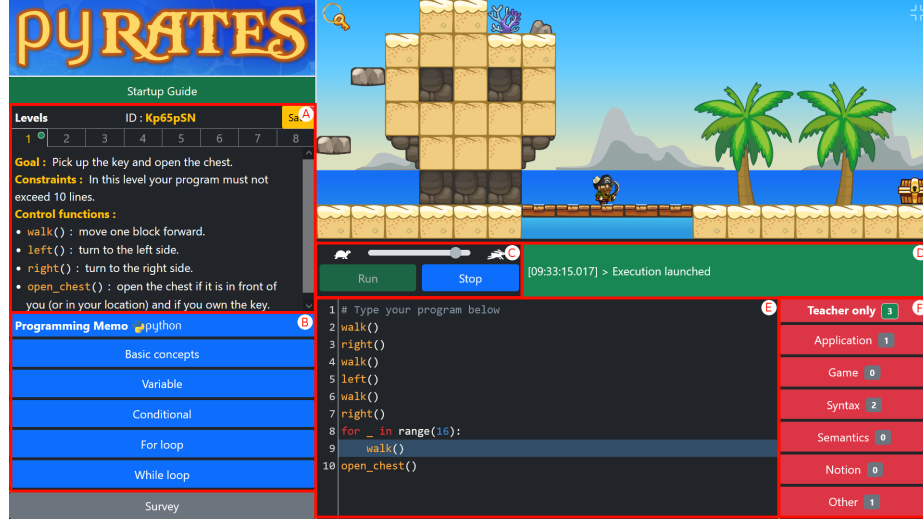 pyRATES
Startup Guide
Levels ID : Kp65pSN A
1 2 3 4 5 6 7 8
Goal : Pick up the key and open the chest.
Constraints : In this level your program must not
exceed 10 lines.
Control functions :
• walk() : move one block forward.
• left() : turn to the left side.
• right() : turn to the right side.
• open_chest() : open the chest if it is in front of
you (or in your location) and if you own the key.
Programming Memo python B
Basic concepts
Variable
Conditional
For loop
While loop
Survey
C
Run Stop
[09:33:15.017] > Execution launched
D
E
1 # Type your program below
2 walk()
3 right()
4 walk()
5 left()
6 walk()
7 right()
8 for _ in range(16):
9 walk()
10 open_chest()
F
Teacher only 3
Application 1
Game 0
Syntax 2
Semantics 0
Notion 0
Other 1